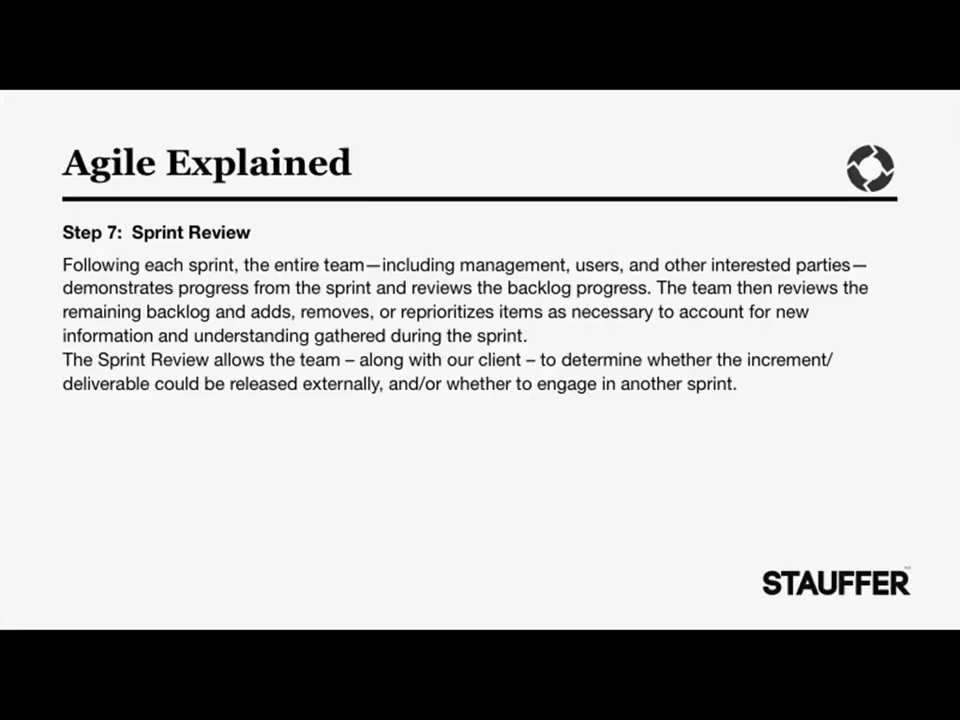 Agile Explained
Step 7: Sprint Review
Following each sprint, the entire team—including management, users, and other interested parties—
demonstrates progress from the sprint and reviews the backlog progress. The team then reviews the
remaining backlog and adds, removes, or reprioritizes items as necessary to account for new
information and understanding gathered during the sprint.
The Sprint Review allows the team – along with our client – to determine whether the increment/
deliverable could be released externally, and/or whether to engage in another sprint.
STAUFFER™